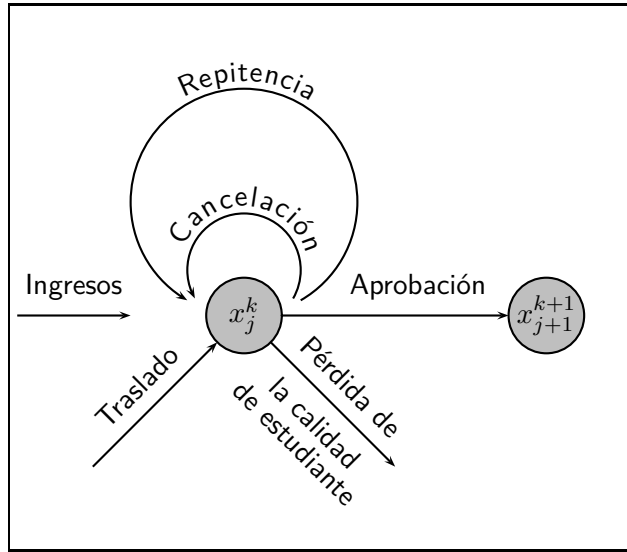 Repitencia
Cancelación
Ingresos
Aprobación
x_j^k
x_{j+1}^{k+1}
Traslado
Pérdida de
la calidad
de estudiante